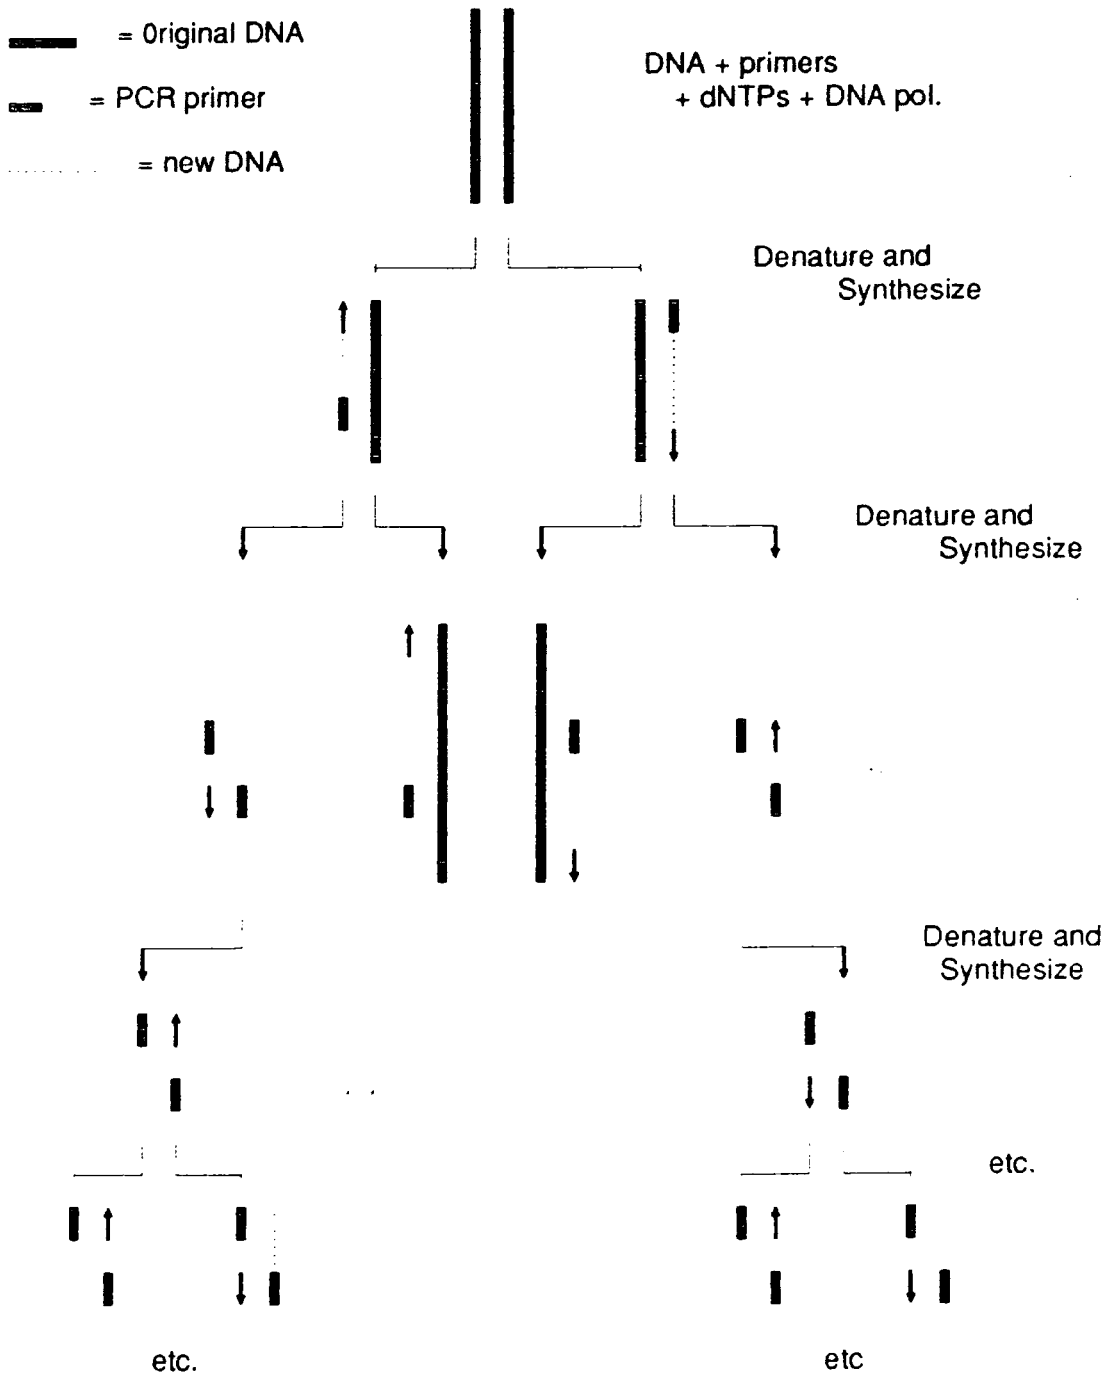 = 0riginal DNA
= PCR primer
= new DNA
DNA + primers
+ dNTPs + DNA pol.
Denature and
Synthesize
Denature and
Synthesize
Denature and
Synthesize
etc.
etc.
etc